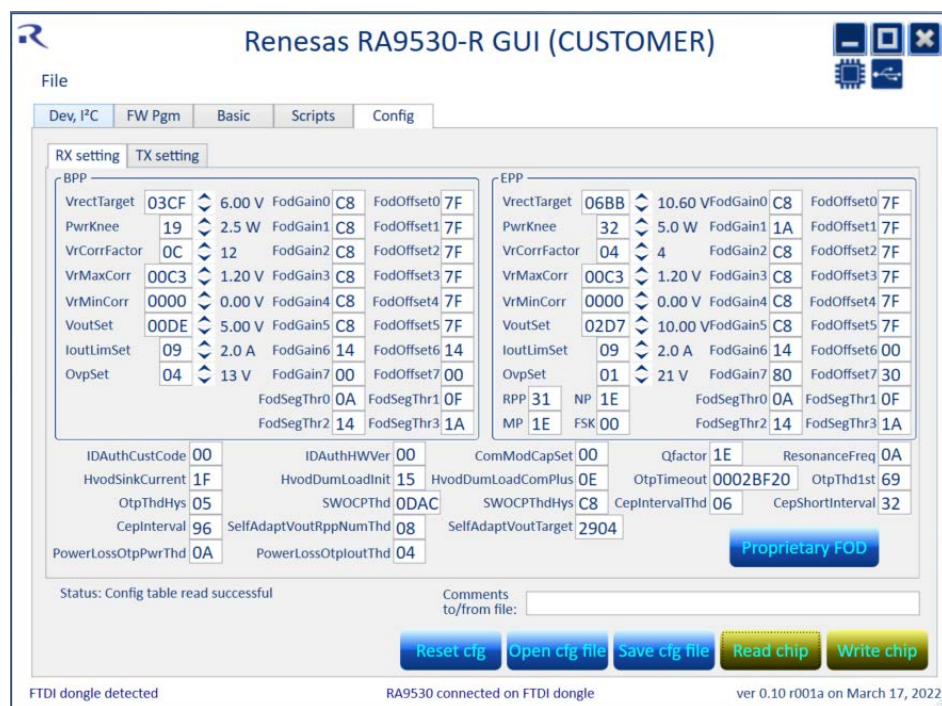 Renesas RA9530-R GUI (CUSTOMER)
File
Dev, I²C FW Pgm Basic Scripts Config
RX setting TX setting
BPP
VrectTarget 03CF 6.00 V FodGain0 C8 FodOffset0 7F
PwrKnee 19 2.5 W FodGain1 C8 FodOffset1 7F
VrCorrFactor 0C 12 FodGain2 C8 FodOffset2 7F
VrMaxCorr 00C3 1.20 V FodGain3 C8 FodOffset3 7F
VrMinCorr 0000 0.00 V FodGain4 C8 FodOffset4 7F
VoutSet 00DE 5.00 V FodGain5 C8 FodOffset5 7F
IoutLimSet 09 2.0 A FodGain6 14 FodOffset6 14
OvpSet 04 13 V FodGain7 00 FodOffset7 00
FodSegThr0 0A FodSegThr1 0F
FodSegThr2 14 FodSegThr3 1A
EPP
VrectTarget 06BB 10.60 V FodGain0 C8 FodOffset0 7F
PwrKnee 32 5.0 W FodGain1 1A FodOffset1 7F
VrCorrFactor 04 4 FodGain2 C8 FodOffset2 7F
VrMaxCorr 00C3 1.20 V FodGain3 C8 FodOffset3 7F
VrMinCorr 0000 0.00 V FodGain4 C8 FodOffset4 7F
VoutSet 02D7 10.00 V FodGain5 C8 FodOffset5 7F
IoutLimSet 09 2.0 A FodGain6 14 FodOffset6 00
OvpSet 01 21 V FodGain7 80 FodOffset7 30
RPP 31 NP 1E FodSegThr0 0A FodSegThr1 0F
MP 1E FSK 00 FodSegThr2 14 FodSegThr3 1A
IDAuthCustCode 00 IDAuthHWVer 00 ComModCapSet 00 Qfactor 1E ResonanceFreq 0A
HvodSinkCurrent 1F HvodDumLoadInit 15 HvodDumLoadComPlus 0E OtpTimeout 0002BF20 OtpThd1st 69
OtpThdHys 05 SWOCPThd 0DAC SWOCPThdHys C8 CepIntervalThd 06 CepShortInterval 32
CepInterval 96 SelfAdaptVoutRppNumThd 08 SelfAdaptVoutTarget 2904
PowerLossOtpPwrThd 0A PowerLossOtpIoutThd 04
Proprietary FOD
Status: Config table read successful
Comments
to/from file:
Reset cfg Open cfg file Save cfg file Read chip Write chip
FTDI dongle detected RA9530 connected on FTDI dongle ver 0.10 r001a on March 17, 2022